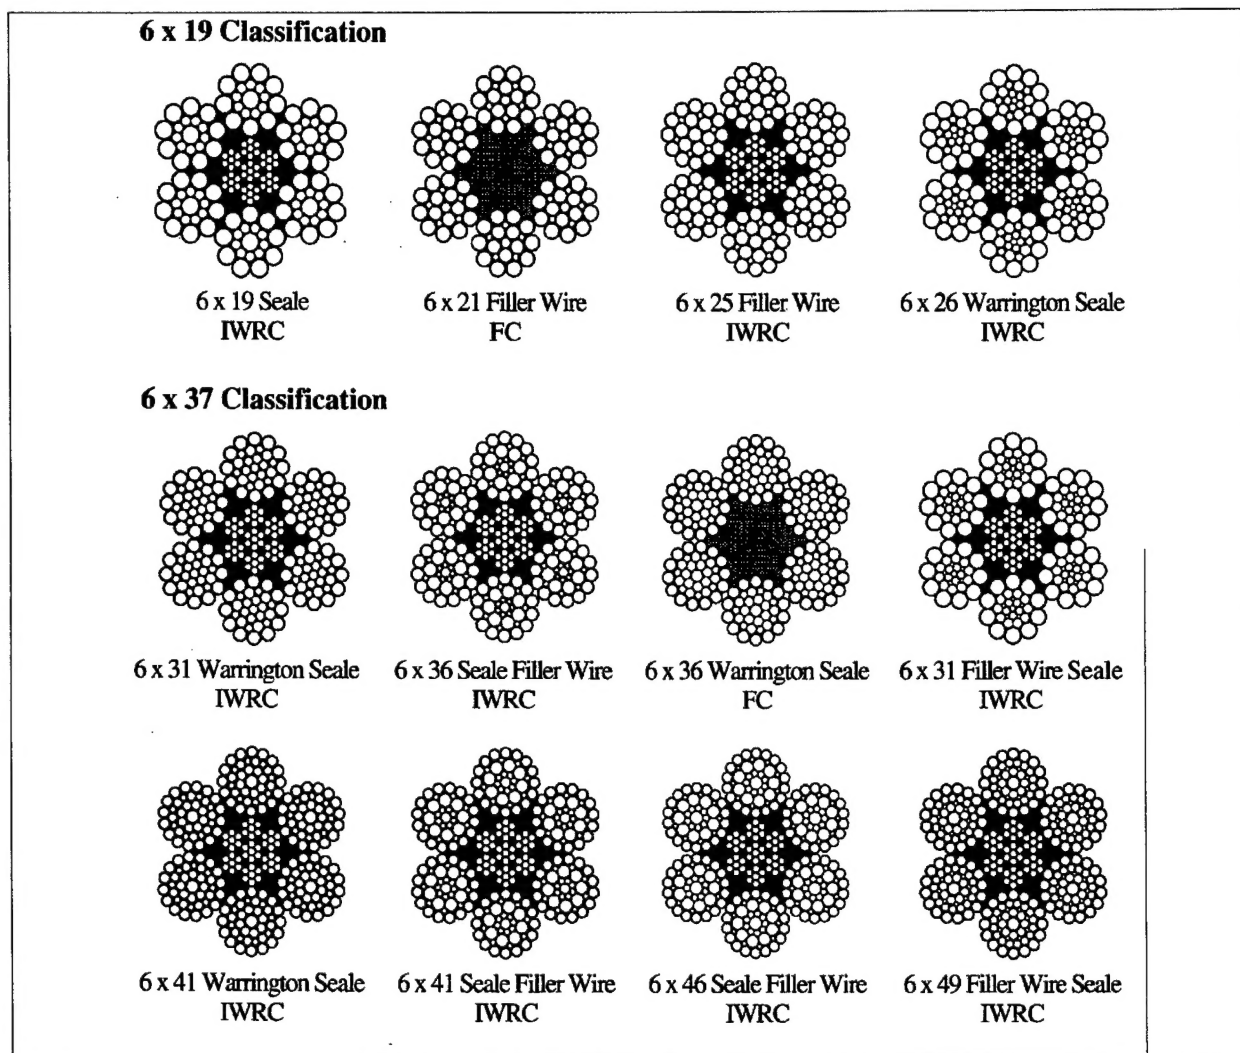 6 x 19 Classification
6 x 19 Seale
IWRC
6 x 21 Filler Wire
FC
6 x 25 Filler Wire
IWRC
6 x 26 Warrington Seale
IWRC
6 x 37 Classification
6 x 31 Warrington Seale
IWRC
6 x 36 Seale Filler Wire
IWRC
6 x 36 Warrington Seale
FC
6 x 31 Filler Wire Seale
IWRC
6 x 41 Warrington Seale
IWRC
6 x 41 Seale Filler Wire
IWRC
6 x 46 Seale Filler Wire
IWRC
6 x 49 Filler Wire Seale
IWRC